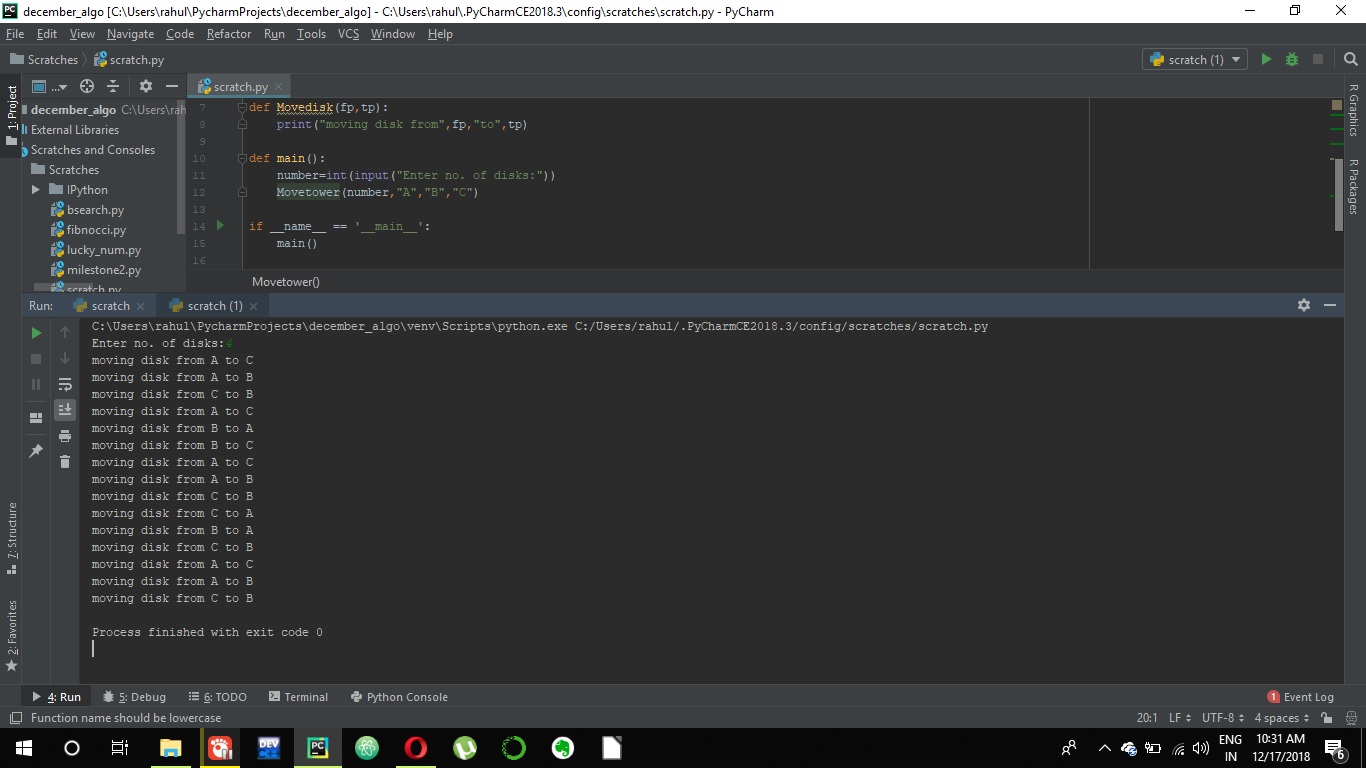 december_algo [C:\Users\rahul\PycharmProjects\december_algo] - C:\Users\rahul\.PyCharmCE2018.3\config\scratches\scratch.py - PyCharm
File Edit View Navigate Code Refactor Run Tools VCS Window Help
Scratches scratch.py scratch (1)
... scratch.py
1: Project
december_algo C:\Users\rah
External Libraries
Scratches and Consoles
Scratches
IPython
bsearch.py
fibnocci.py
lucky_num.py
milestone2.py
scratch.py
7 def Movedisk(fp,tp):
8 print("moving disk from",fp,"to",tp)
9
10 def main():
11 number=int(input("Enter no. of disks:"))
12 Movetower(number,"A","B","C")
13
14 if __name__ == '__main__':
15 main()
16
Movetower()
R Graphics
R Packages
Run: scratch scratch (1)
C:\Users\rahul\PycharmProjects\december_algo\venv\Scripts\python.exe C:/Users/rahul/.PyCharmCE2018.3/config/scratches/scratch.py
Enter no. of disks:4
moving disk from A to C
moving disk from A to B
moving disk from C to B
moving disk from A to C
moving disk from B to A
moving disk from B to C
moving disk from A to C
moving disk from A to B
moving disk from C to B
moving disk from C to A
moving disk from B to A
moving disk from C to B
moving disk from A to C
moving disk from A to B
moving disk from C to B
Process finished with exit code 0
7: Structure
2: Favorites
4: Run 5: Debug 6: TODO Terminal Python Console 1 Event Log
Function name should be lowercase 20:1 LF UTF-8 4 spaces
DEV
PC
ENG
IN
10:31 AM
12/17/2018
6